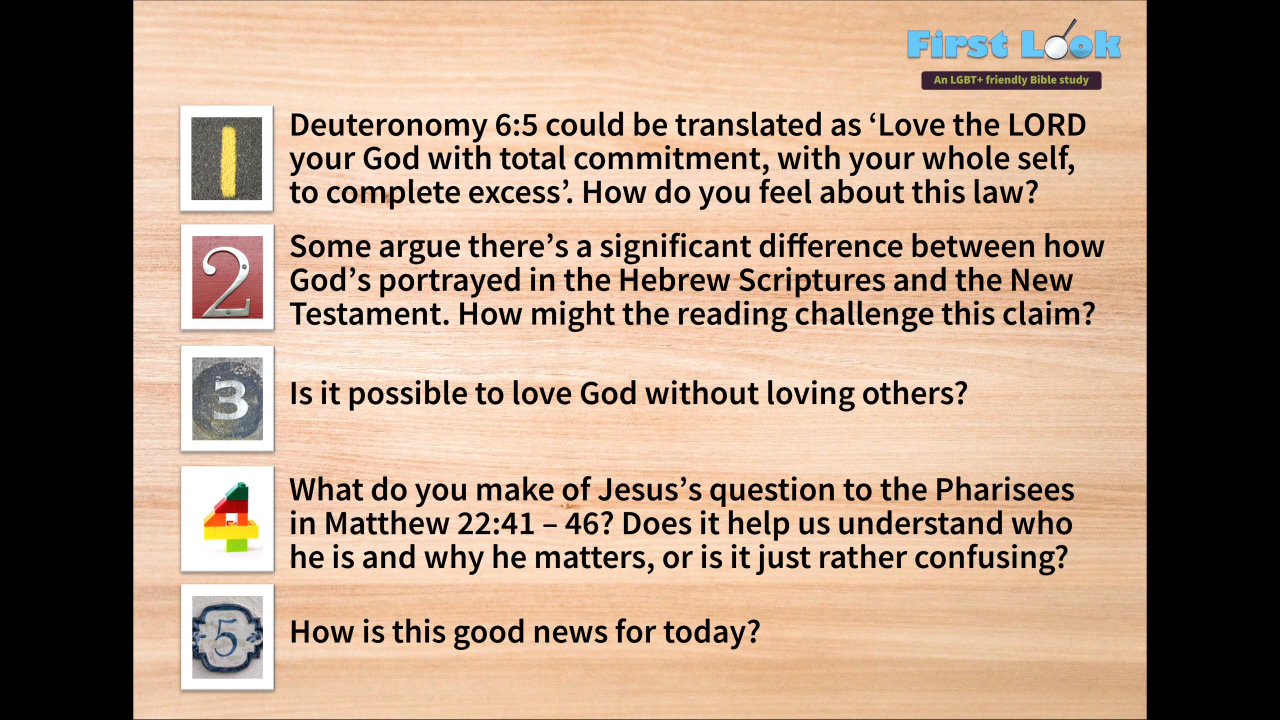 First Look
An LGBT+ friendly Bible study
1
Deuteronomy 6:5 could be translated as ‘Love the LORD
your God with total commitment, with your whole self,
to complete excess’. How do you feel about this law?
2
Some argue there’s a significant difference between how
God’s portrayed in the Hebrew Scriptures and the New
Testament. How might the reading challenge this claim?
3
Is it possible to love God without loving others?
4
What do you make of Jesus’s question to the Pharisees
in Matthew 22:41 – 46? Does it help us understand who
he is and why he matters, or is it just rather confusing?
5
How is this good news for today?